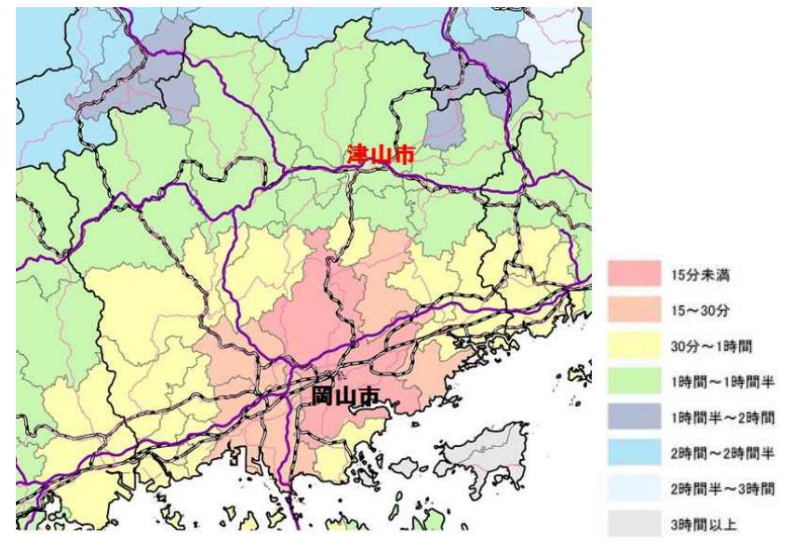 津山市
岡山市
15分未満
15～30分
30分～1時間
1時間～1時間半
1時間半～2時間
2時間～2時間半
2時間半～3時間
3時間以上